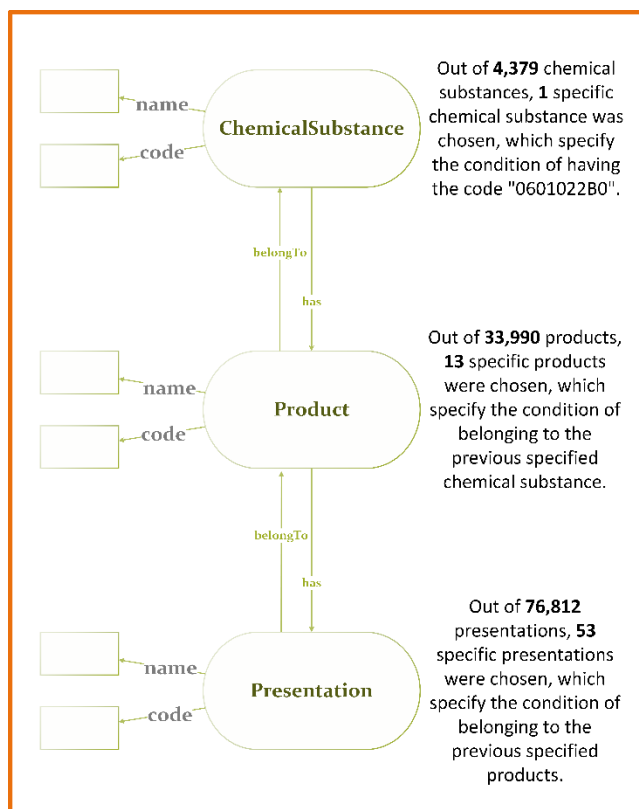 name
code
ChemicalSubstance
Out of 4,379 chemical
substances, 1 specific
chemical substance was
chosen, which specify
the condition of having
the code "0601022B0".
belongTo
has
name
code
Product
Out of 33,990 products,
13 specific products
were chosen, which
specify the condition of
belonging to the
previous specified
chemical substance.
belongTo
has
name
code
Presentation
Out of 76,812
presentations, 53
specific presentations
were chosen, which
specify the condition of
belonging to the
previous specified
products.